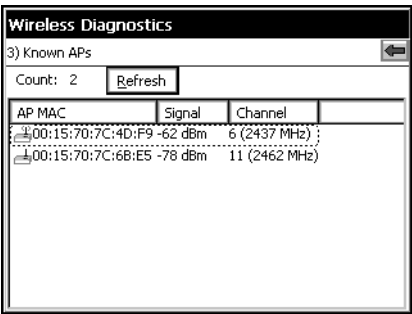 Wireless Diagnostics
3) Known APs
Count: 2 Refresh
AP MAC Signal Channel
00:15:70:7C:4D:F9 -62 dBm 6 (2437 MHz)
00:15:70:7C:6B:E5 -78 dBm 11 (2462 MHz)